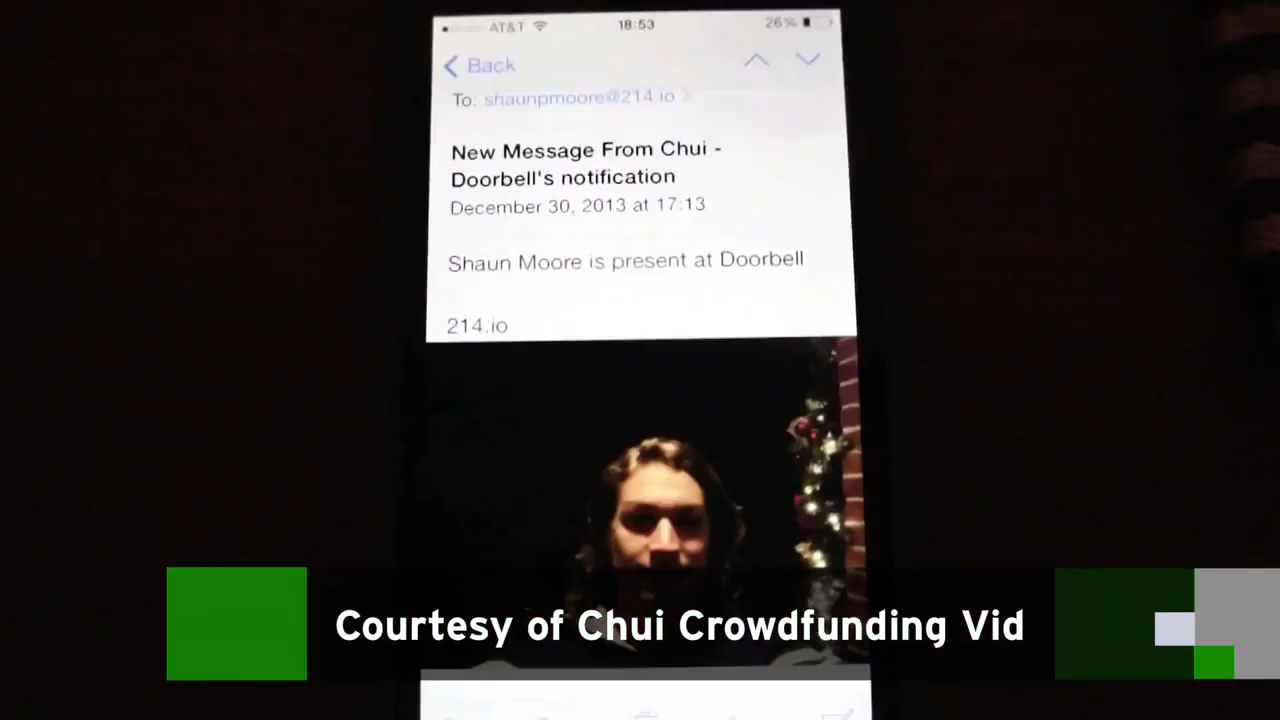 AT&T 18:53 26%
Back
To: shaunpmoore@214.io
New Message From Chui -
Doorbell's notification
December 30, 2013 at 17:13
Shaun Moore is present at Doorbell
214.io
Courtesy of Chui Crowdfunding Vid